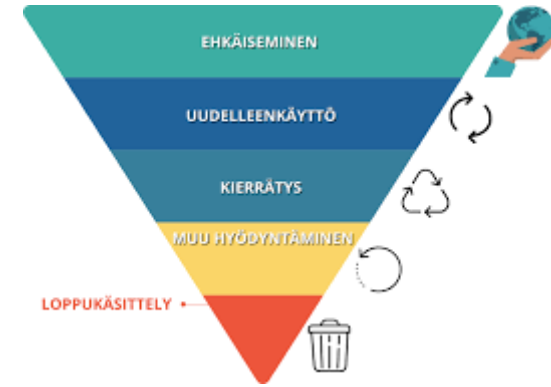 EHKÄISEMINEN
UUDELLEENKÄYTTÖ
KIERRÄTYS
MUU HYÖDYNTÄMINEN
LOPPUKÄSITTELY